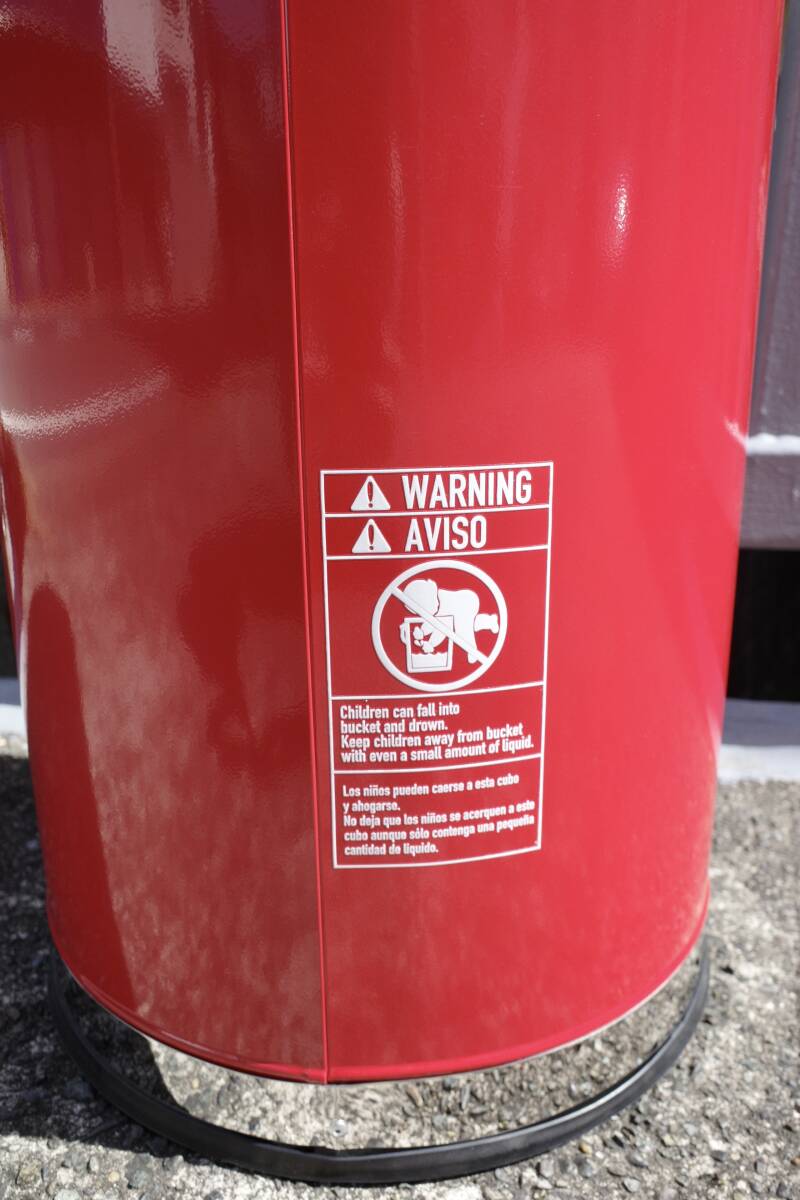 WARNING
AVISO
Children can fall into
bucket and drown.
Keep children away from bucket
with even a small amount of liquid.
Los niños pueden caerse a esta cubo
y ahogarse.
No deja que los niños se acerquen a este
cubo aunque sólo contenga una pequeña
cantidad de liquido.